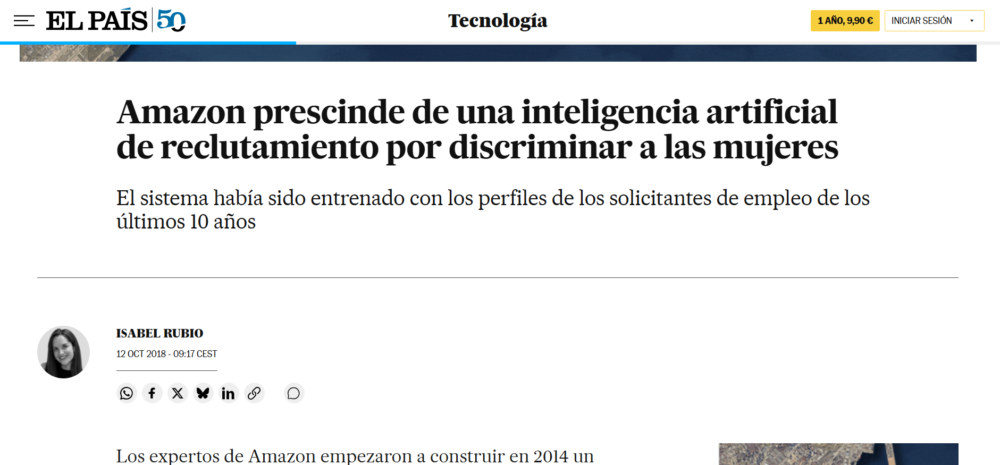 EL PAÍS 50
Tecnología
1 AÑO, 9,90 €
INICIAR SESIÓN
Amazon prescinde de una inteligencia artificial
de reclutamiento por discriminar a las mujeres
El sistema había sido entrenado con los perfiles de los solicitantes de empleo de los
últimos 10 años
ISABEL RUBIO
12 OCT 2018 - 09:17 CEST
Los expertos de Amazon empezaron a construir en 2014 un